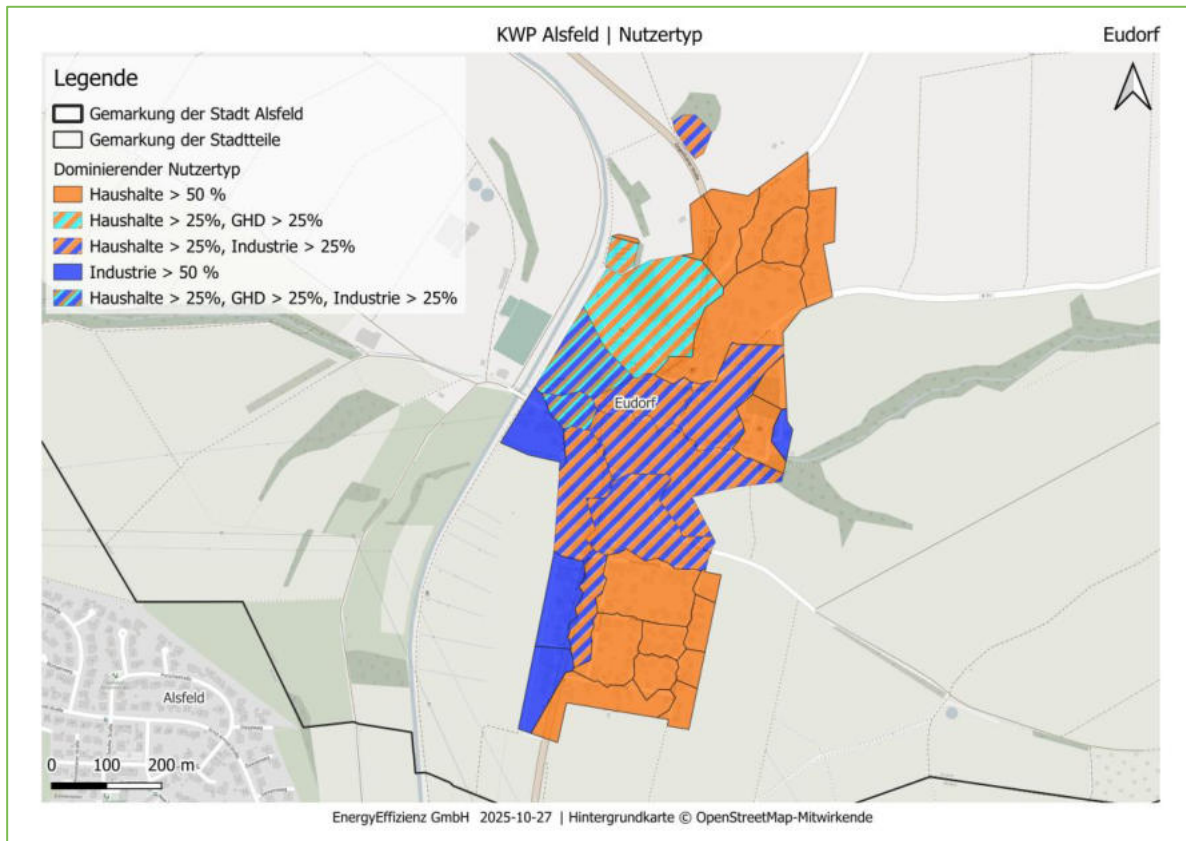 KWP Alsfeld | Nutzertyp
Eudorf
Legende
Gemarkung der Stadt Alsfeld
Gemarkung der Stadtteile
Dominierender Nutzertyp
Haushalte > 50 %
Haushalte > 25%, GHD > 25%
Haushalte > 25%, Industrie > 25%
Industrie > 50 %
Haushalte > 25%, GHD > 25%, Industrie > 25%
Eudorf
Alsfeld
0 100 200 m
EnergyEffizienz GmbH 2025-10-27 | Hintergrundkarte © OpenStreetMap-Mitwirkende